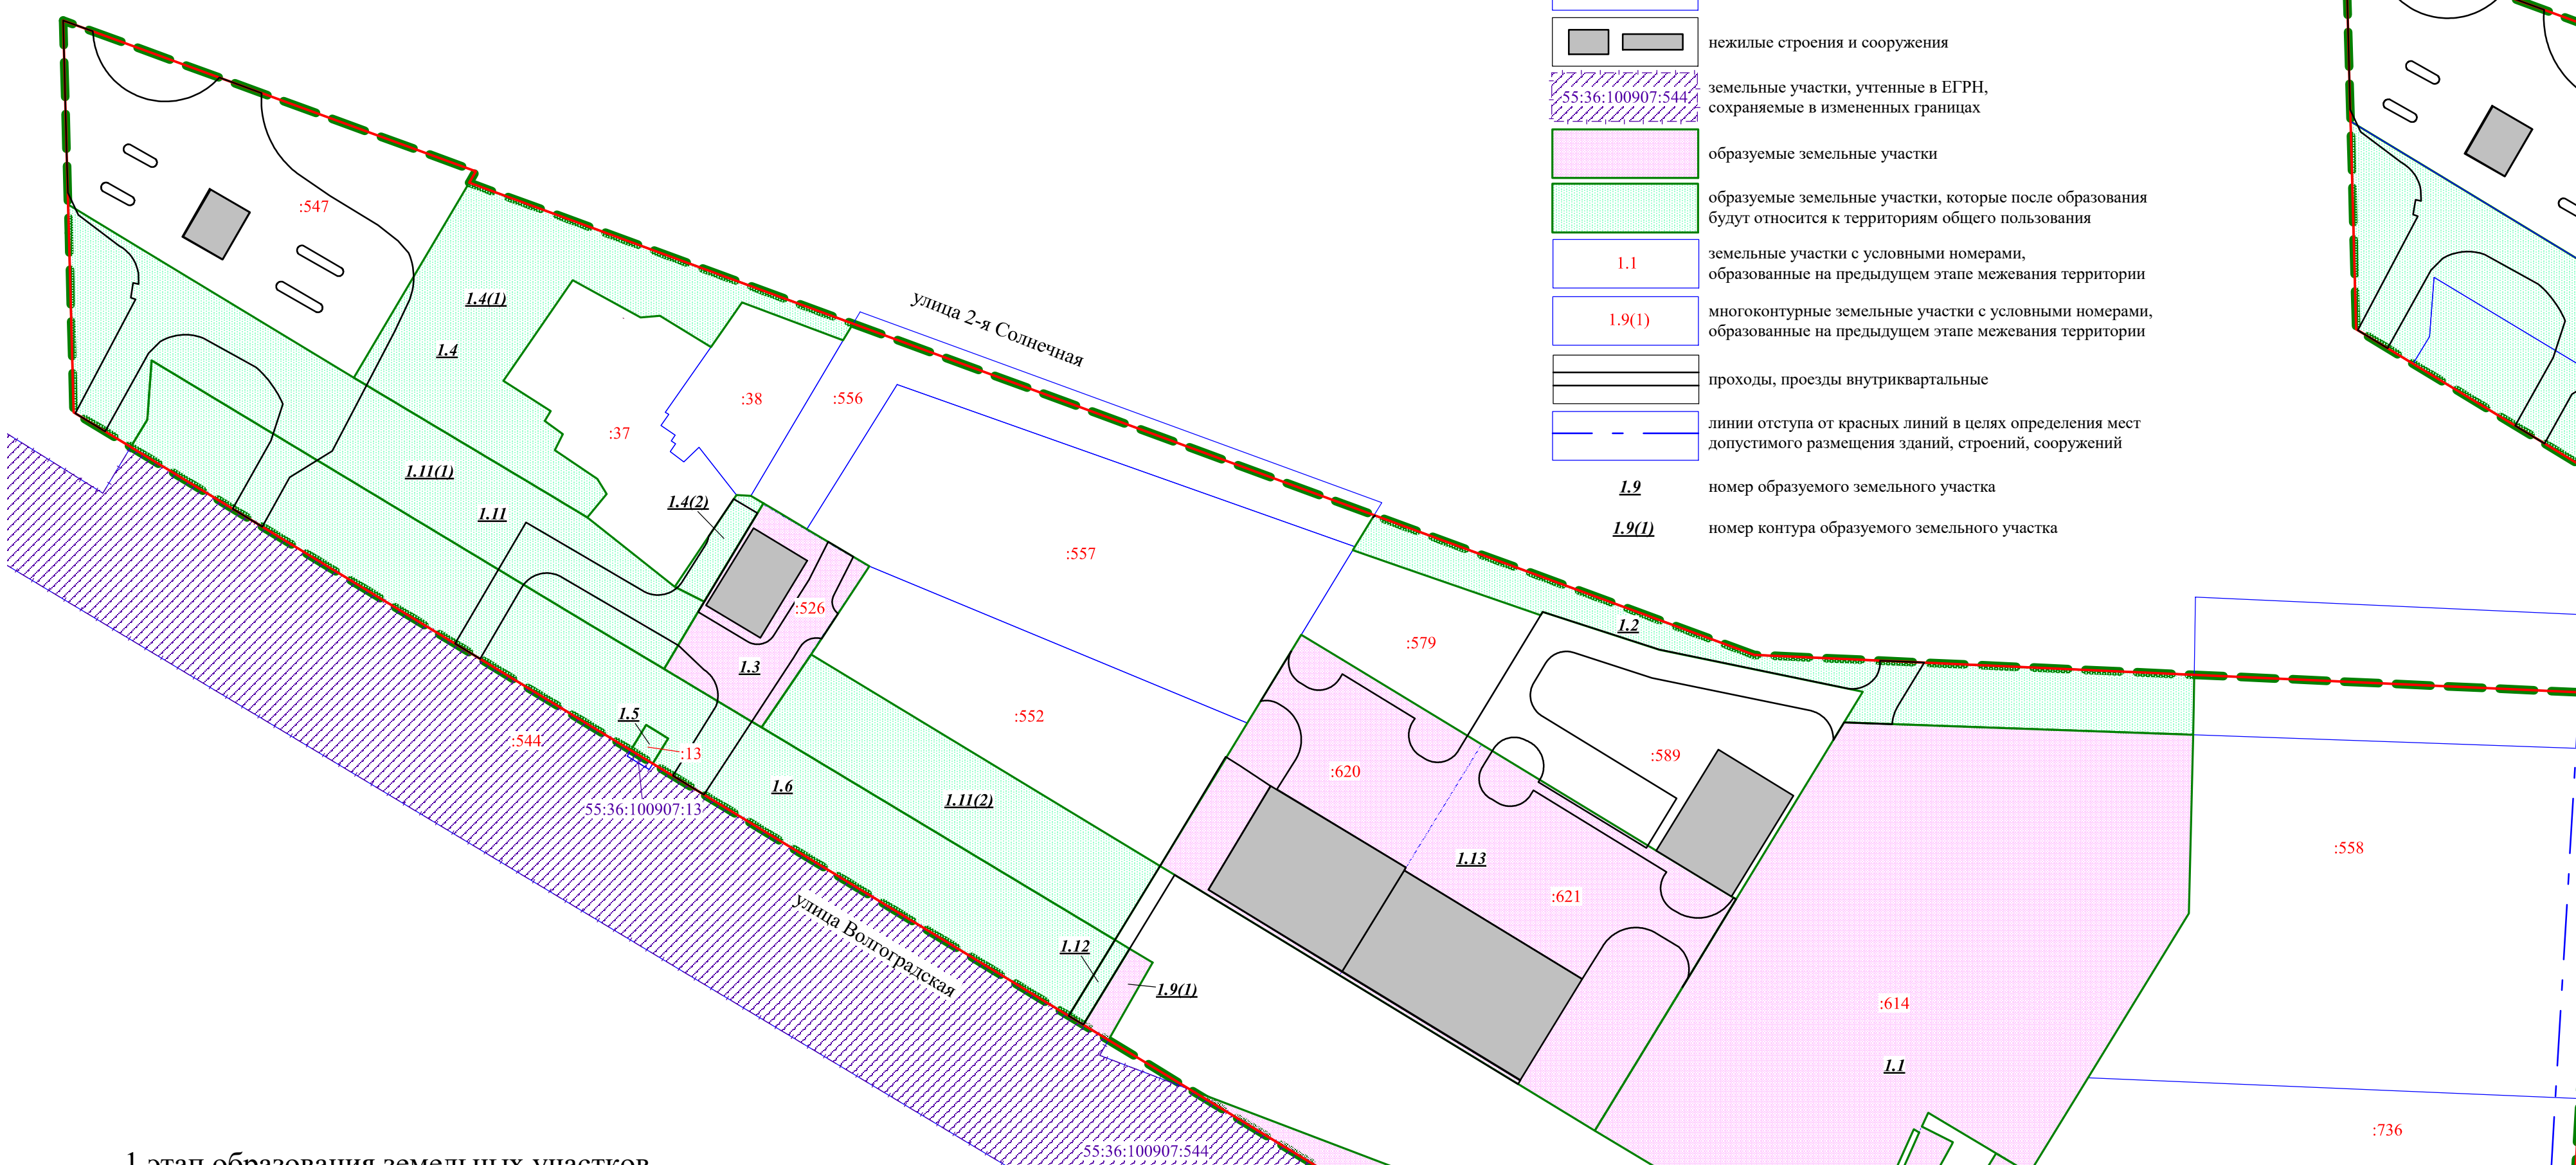 нежилые строения и сооружения
55:36:100907:544
земельные участки, учтенные в ЕГРН,
сохраняемые в измененных границах
образуемые земельные участки
образуемые земельные участки, которые после образования
будут относится к территориям общего пользования
1.1
земельные участки с условными номерами,
образованные на предыдущем этапе межевания территории
1.9(1)
многоконтурные земельные участки с условными номерами,
образованные на предыдущем этапе межевания территории
проходы, проезды внутриквартальные
линии отступа от красных линий в целях определения мест
допустимого размещения зданий, строений, сооружений
1.9
номер образуемого земельного участка
1.9(1)
номер контура образуемого земельного участка
:547
1.4(1)
1.4
улица 2-я Солнечная
:38
:556
:37
1.11(1)
1.4(2)
1.11
:557
:526
1.2
:579
1.3
1.5
:552
:544
:13
:589
:620
1.6
1.11(2)
55:36:100907:13
:558
1.13
:621
улица Волгоградская
1.12
1.9(1)
:614
1.1
:736
55:36:100907:544
1 этап образования земельных участков